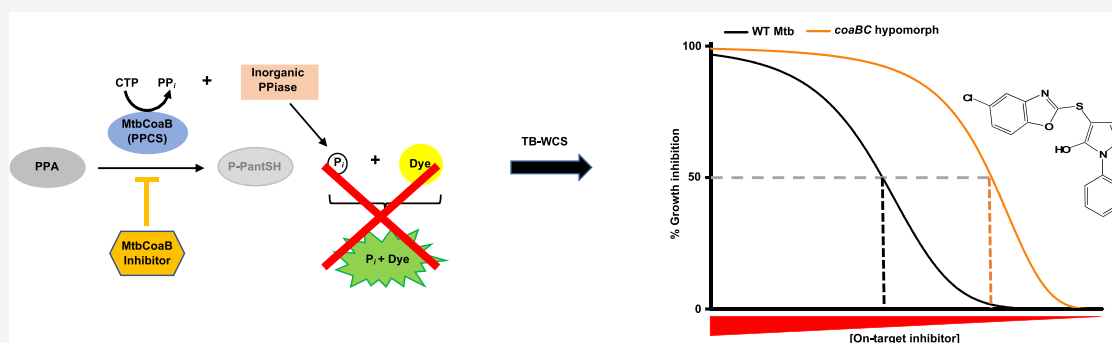 CTP
PPi
+
Inorganic
PPiase
MtbCoaB
(PPCS)
PPA
P-PantSH
Pi
+
Dye
MtbCoaB
Inhibitor
Pi + Dye
TB-WCS
WT Mtb
coaBC hypomorph
100
50
0
% Growth inhibition
[On-target inhibitor]
Cl
N
O
S
HO
N